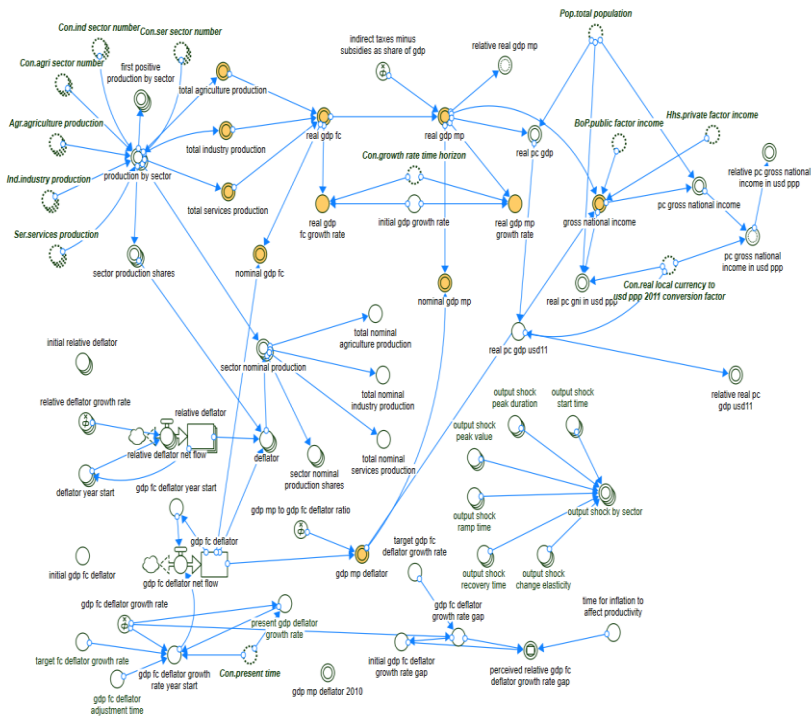 Con.ind sector number
Con.ser sector number
Con.agri sector number
first positive
production by sector
Agr.agriculture production
Ind.industry production
Ser.services production
production by sector
total agriculture production
total industry production
total services production
sector production shares
indirect taxes minus
subsidies as share of gdp
relative real gdp mp
real gdp fc
real gdp mp
real pc gdp
Pop.total population
BoP.public factor income
Hhs.private factor income
Con.growth rate time horizon
real gdp
fc growth rate
initial gdp growth rate
real gdp mp
growth rate
gross national income
pc gross national income
relative pc gross national
income in usd ppp
pc gross national
income in usd ppp
nominal gdp fc
nominal gdp mp
real pc gni in usd ppp
Con.real local currency to
usd ppp 2011 conversion factor
real pc gdp usd11
relative real pc
gdp usd11
initial relative deflator
sector nominal production
total nominal
agriculture production
total nominal
industry production
total nominal
services production
sector nominal
production shares
relative deflator growth rate
relative deflator
relative deflator net flow
deflator
deflator year start
gdp fc deflator year start
gdp fc deflator
gdp fc deflator net flow
initial gdp fc deflator
gdp mp to gdp fc deflator ratio
gdp mp deflator
output shock
peak duration
output shock
start time
output shock
peak value
output shock
ramp time
output shock by sector
output shock
recovery time
output shock
change elasticity
target gdp fc
deflator growth rate
gdp fc deflator growth rate
present gdp deflator
growth rate
gdp fc deflator
growth rate gap
time for inflation to
affect productivity
target fc deflator growth rate
gdp fc deflator growth
rate year start
gdp fc deflator
adjustment time
Con.present time
initial gdp fc deflator
growth rate gap
perceived relative gdp fc
deflator growth rate gap
gdp mp deflator 2010